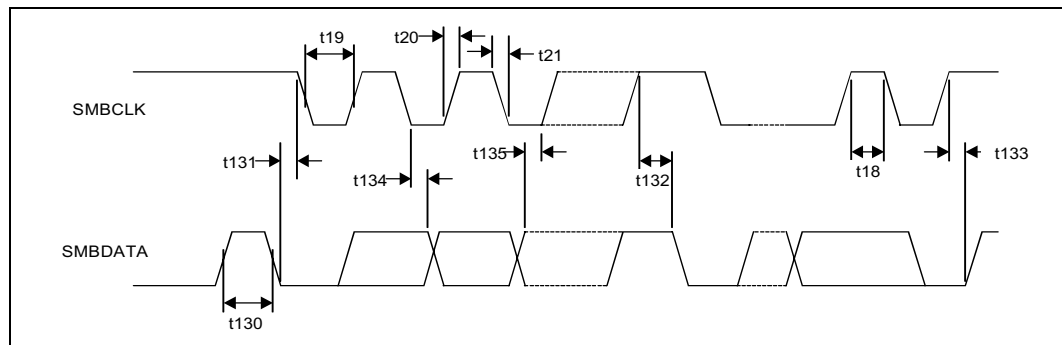 t19
t20
t21
SMBCLK
t131
t134
t135
t132
t18
t133
SMBDATA
t130